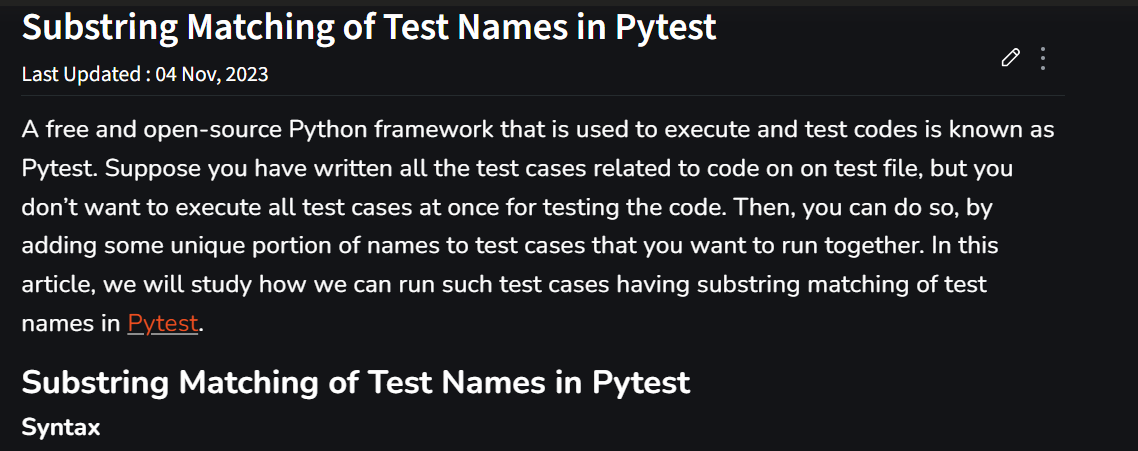 Substring Matching of Test Names in Pytest
Last Updated : 04 Nov, 2023
A free and open-source Python framework that is used to execute and test codes is known as
Pytest. Suppose you have written all the test cases related to code on on test file, but you
don’t want to execute all test cases at once for testing the code. Then, you can do so, by
adding some unique portion of names to test cases that you want to run together. In this
article, we will study how we can run such test cases having substring matching of test
names in Pytest.
Substring Matching of Test Names in Pytest
Syntax